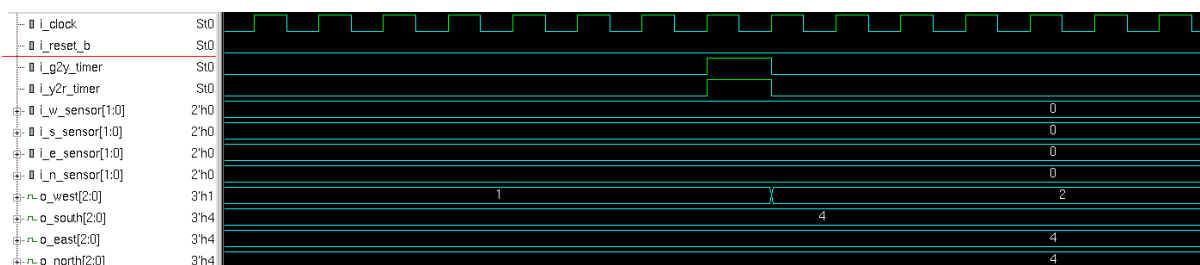 i_clock St0
i_reset_b St0
i_g2y_timer St0
i_y2r_timer St0
i_w_sensor[1:0] 2'h0 0
i_s_sensor[1:0] 2'h0 0
i_e_sensor[1:0] 2'h0 0
i_n_sensor[1:0] 2'h0 0
o_west[2:0] 3'h1 1 2
o_south[2:0] 3'h4 4
o_east[2:0] 3'h4 4
o_north[2:0] 3'h4 4